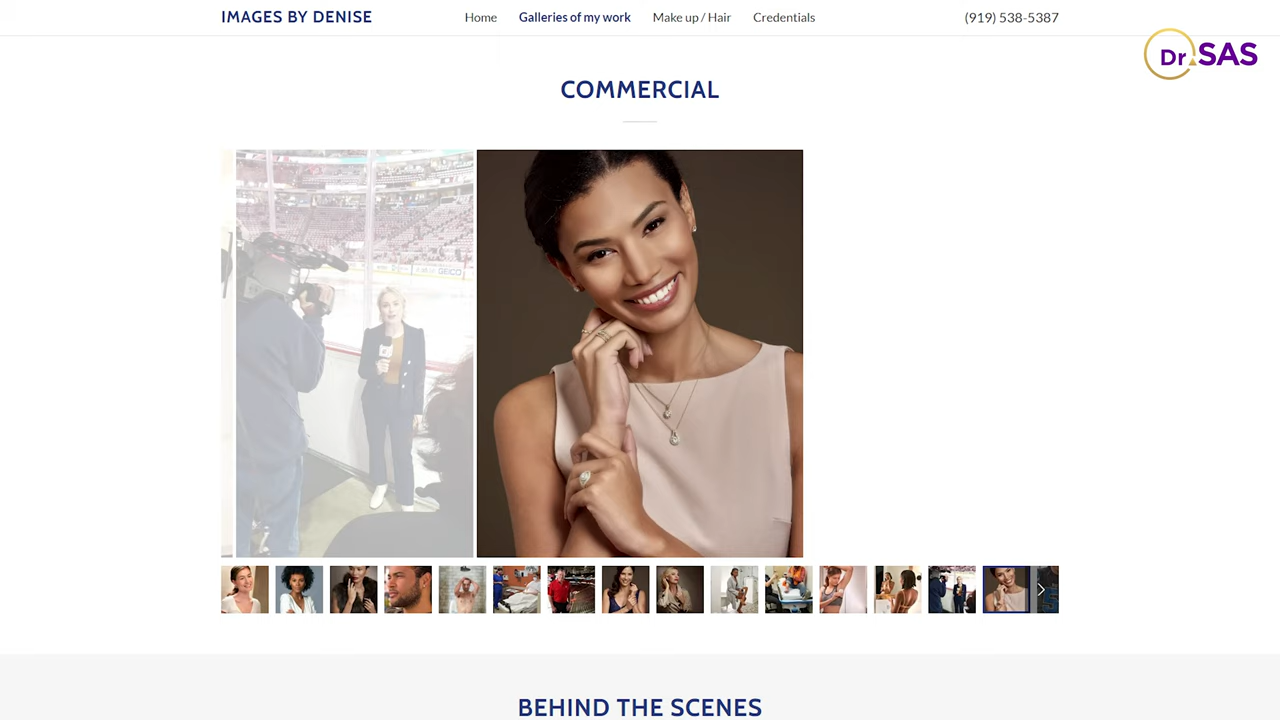 IMAGES BY DENISE
Home
Galleries of my work
Make up / Hair
Credentials
(919) 538-5387
Dr.SAS
COMMERCIAL
GEICO
BEHIND THE SCENES